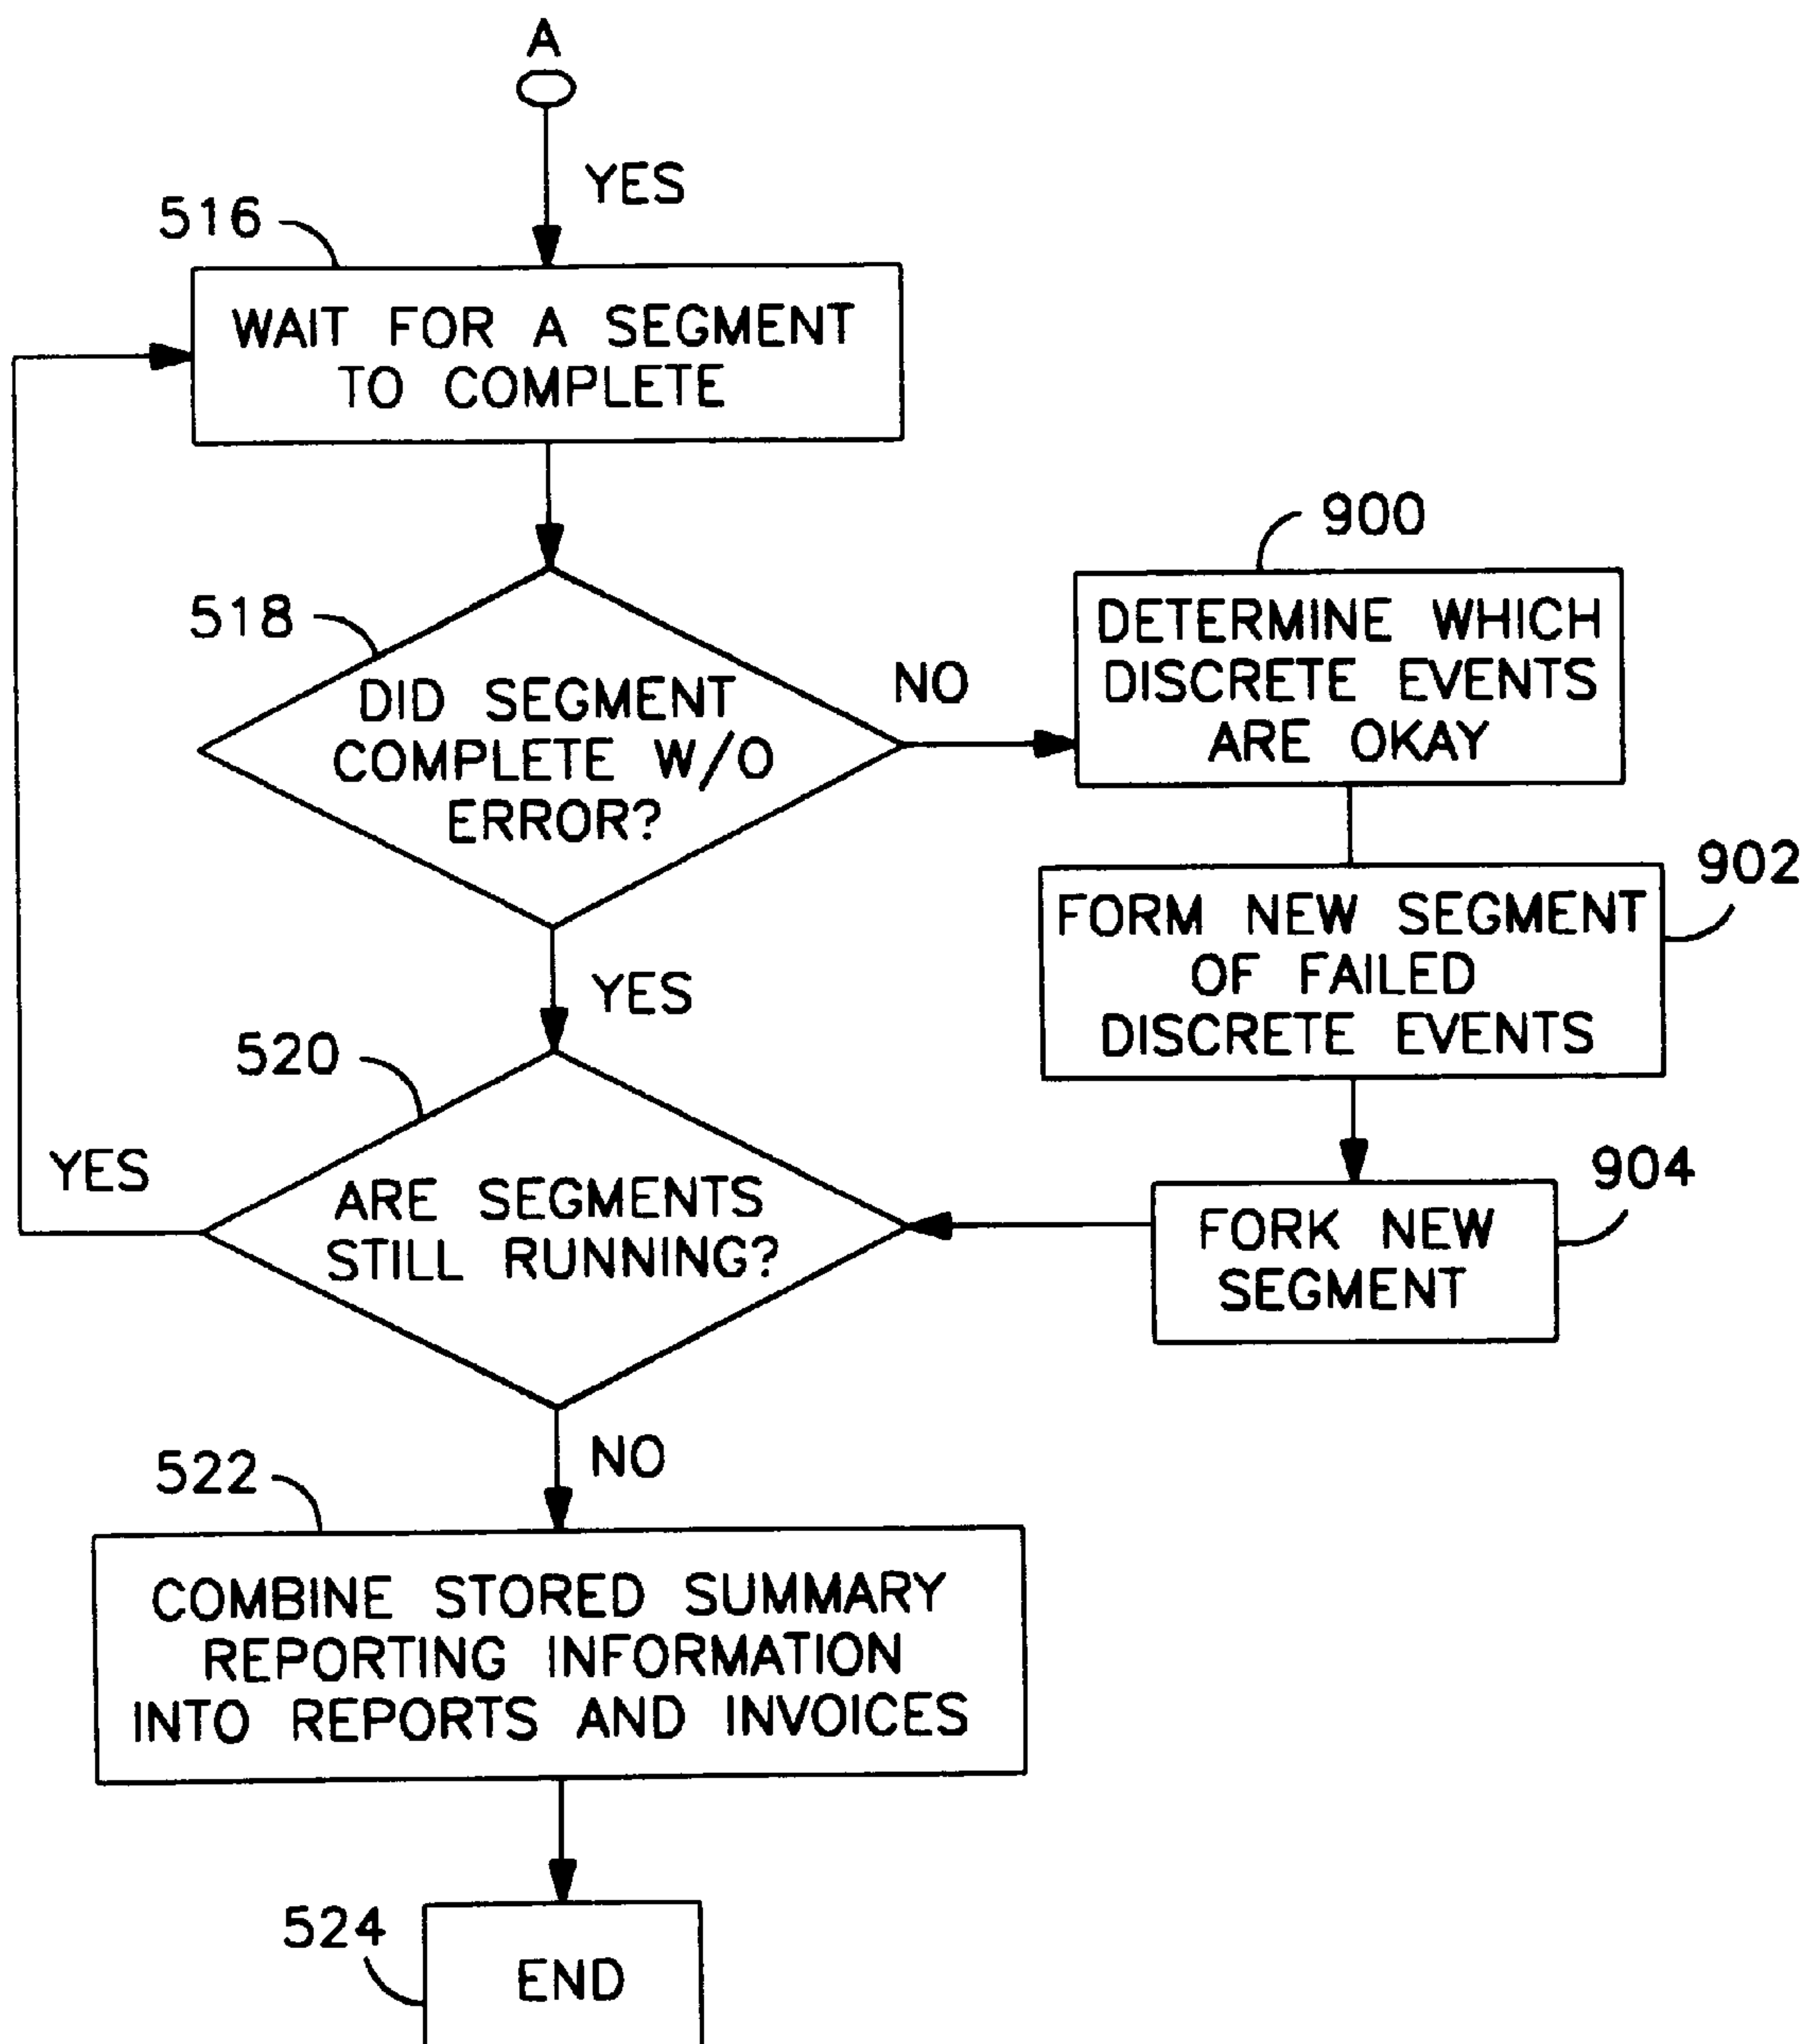 A
YES
516
WAIT FOR A SEGMENT
TO COMPLETE
518
DID SEGMENT
COMPLETE W/O
ERROR?
NO
900
DETERMINE WHICH
DISCRETE EVENTS
ARE OKAY
902
FORM NEW SEGMENT
OF FAILED
DISCRETE EVENTS
YES
520
YES
ARE SEGMENTS
STILL RUNNING?
904
FORK NEW
SEGMENT
NO
522
COMBINE STORED SUMMARY
REPORTING INFORMATION
INTO REPORTS AND INVOICES
524
END